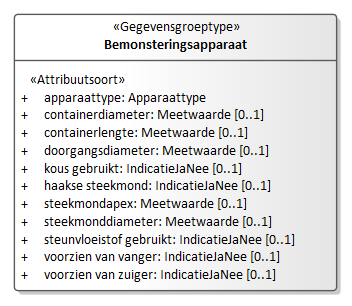 «Gegevensgroeptype»
Bemonsteringsapparaat
«Attribuutsoort»
+ apparaattype: Apparaattype
+ containerdiameter: Meetwaarde [0..1]
+ containerlengte: Meetwaarde [0..1]
+ doorgangsdiameter: Meetwaarde [0..1]
+ kous gebruikt: IndicatieJaNee [0..1]
+ haakse steekmond: IndicatieJaNee [0..1]
+ steekmondapex: Meetwaarde [0..1]
+ steekmonddiameter: Meetwaarde [0..1]
+ steunvloeistof gebruikt: IndicatieJaNee [0..1]
+ voorzien van vanger: IndicatieJaNee [0..1]
+ voorzien van zuiger: IndicatieJaNee [0..1]